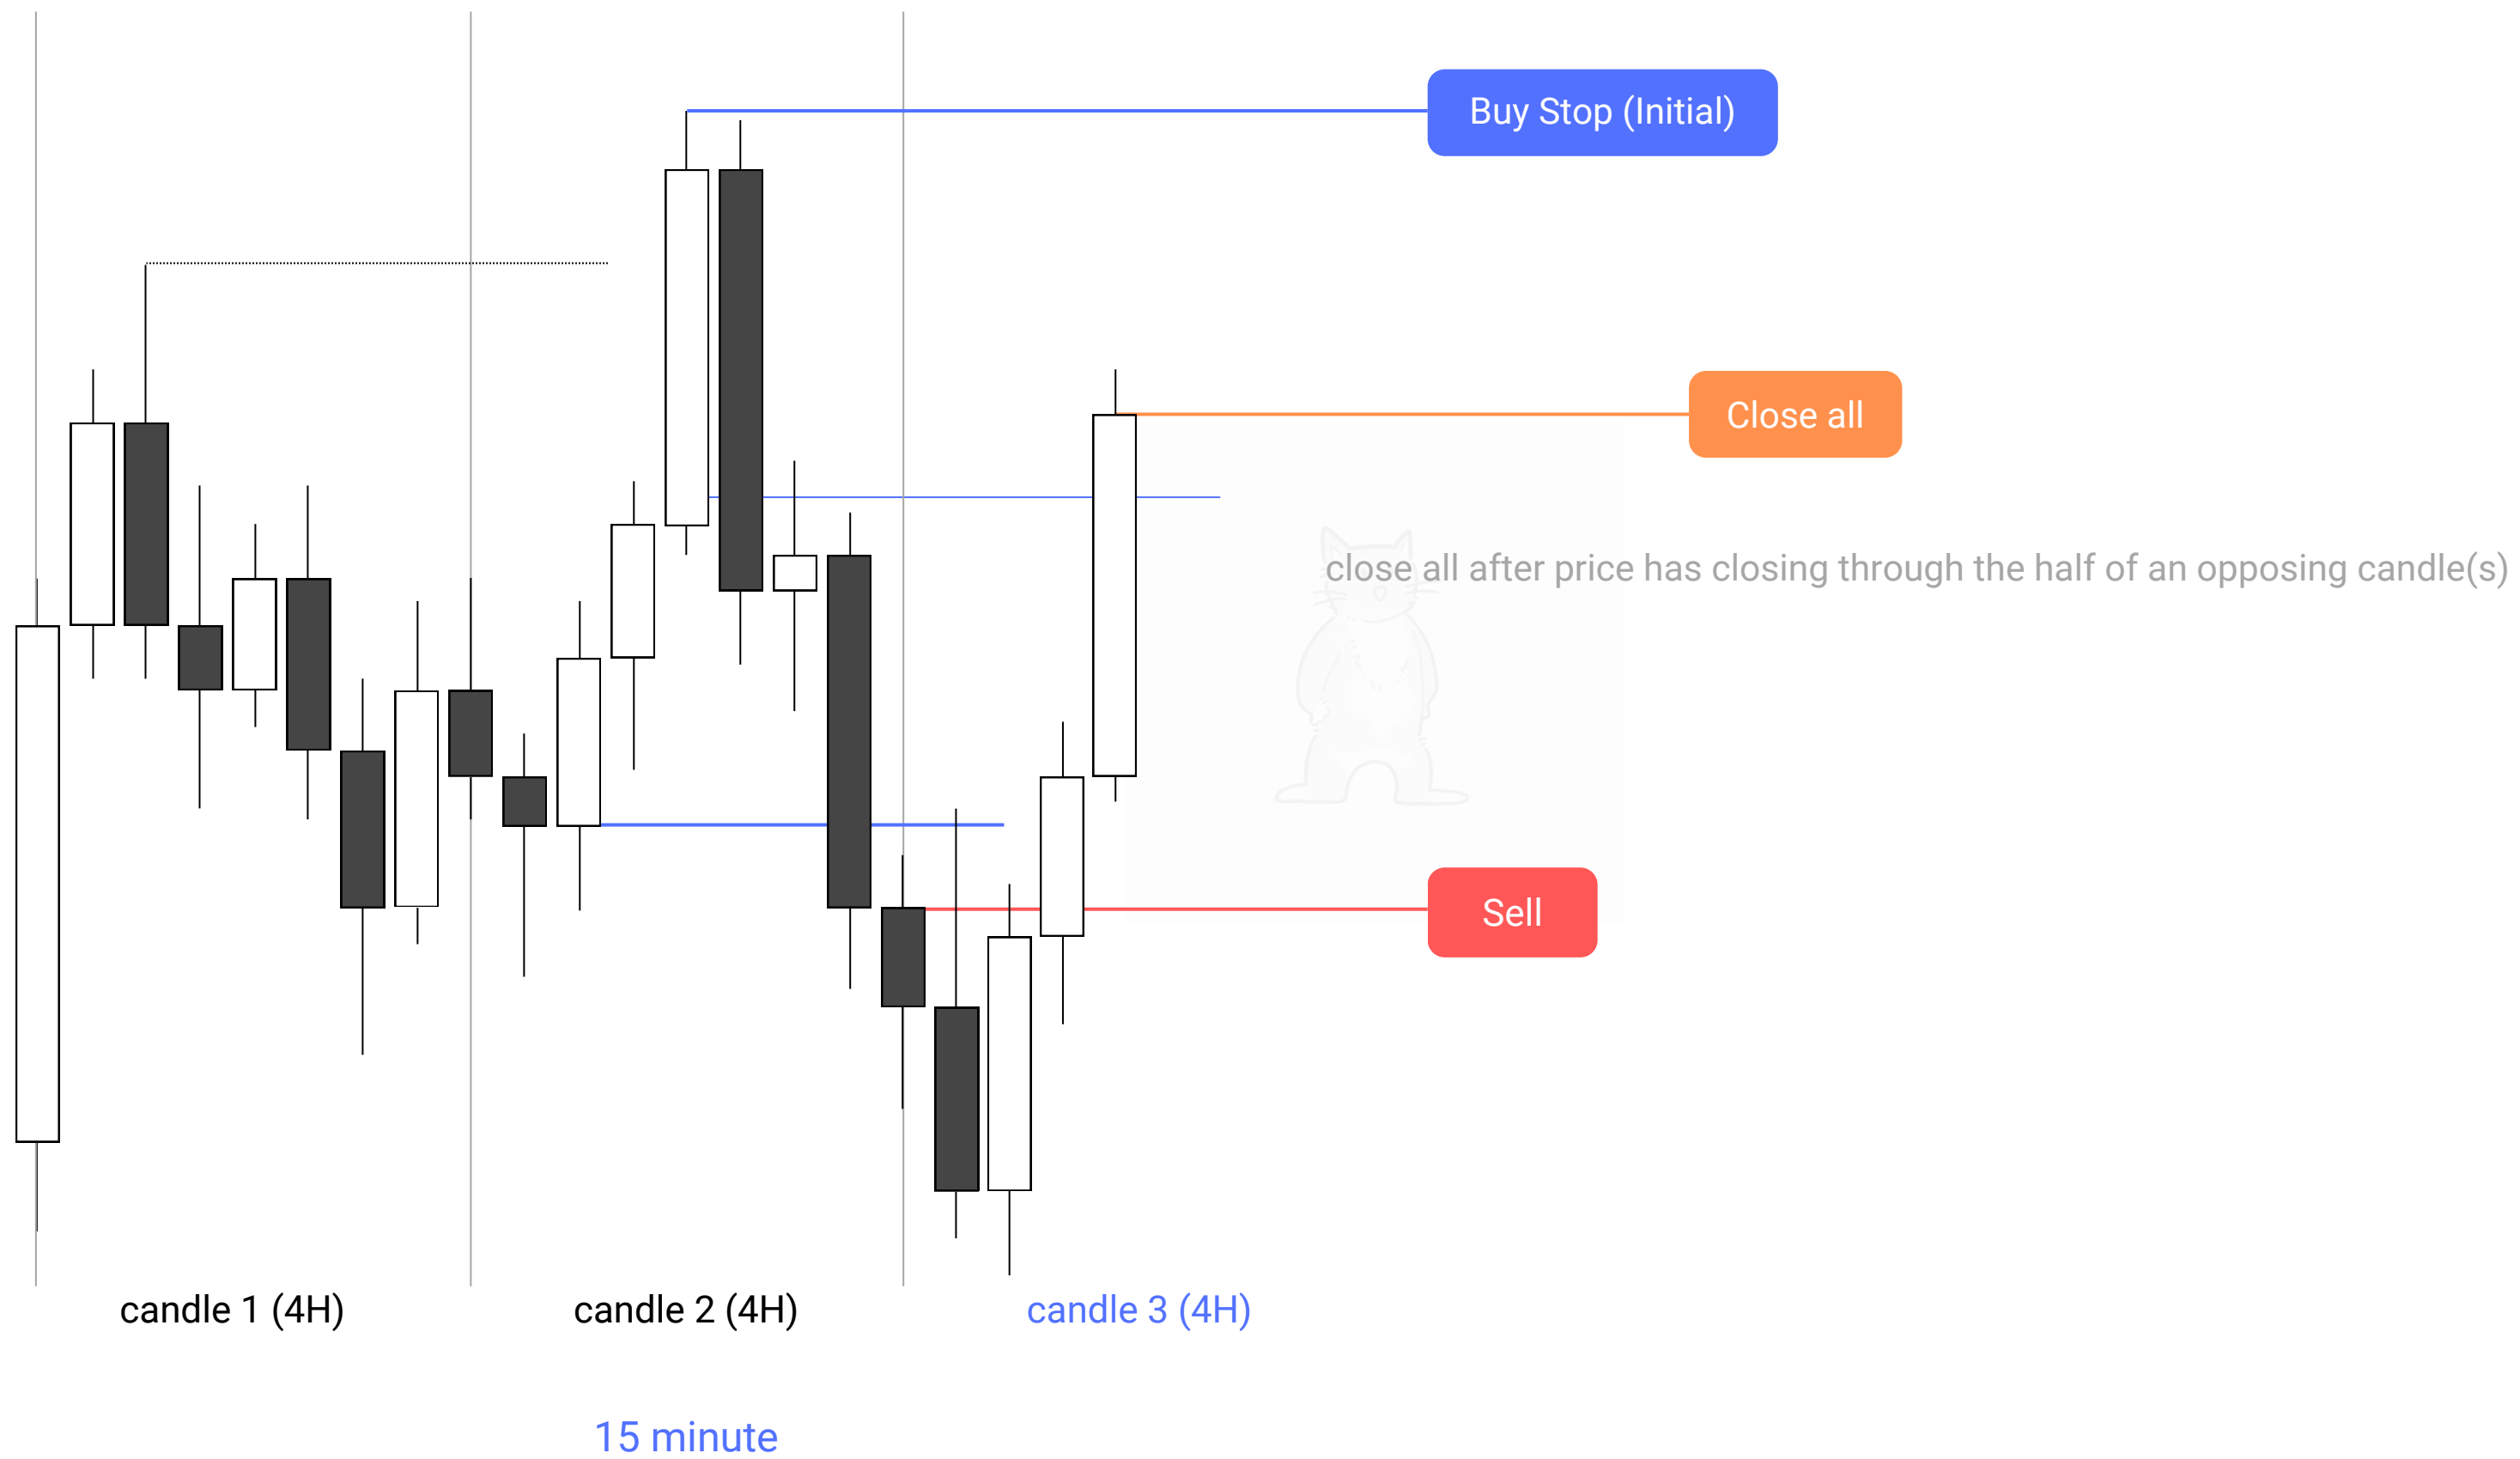 Buy Stop (Initial)
Close all
close all after price has closing through the half of an opposing candle(s)
Sell
candle 1 (4H)
candle 2 (4H)
candle 3 (4H)
15 minute